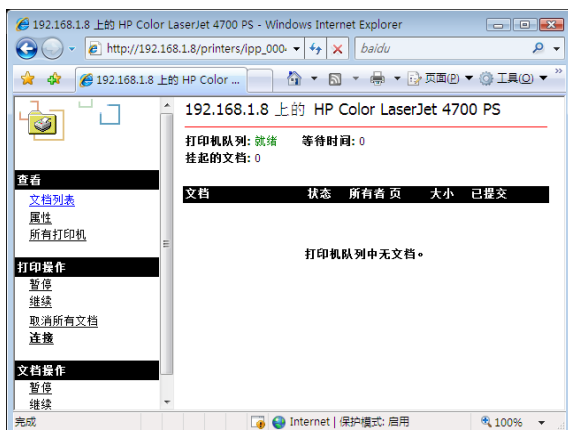 192.168.1.8 上的 HP Color LaserJet 4700 PS - Windows Internet Explorer
http://192.168.1.8/printers/ipp_000
baidu
192.168.1.8 上的 HP Color ...
页面(P)
工具(O)
192.168.1.8 上的 HP Color LaserJet 4700 PS
打印机队列: 就绪 等待时间: 0
挂起的文档: 0
查看
文档列表
属性
所有打印机
打印操作
暂停
继续
取消所有文档
连接
文档操作
暂停
继续
文档 状态 所有者 页 大小 已提交
打印机队列中无文档。
完成
Internet | 保护模式: 启用
100%